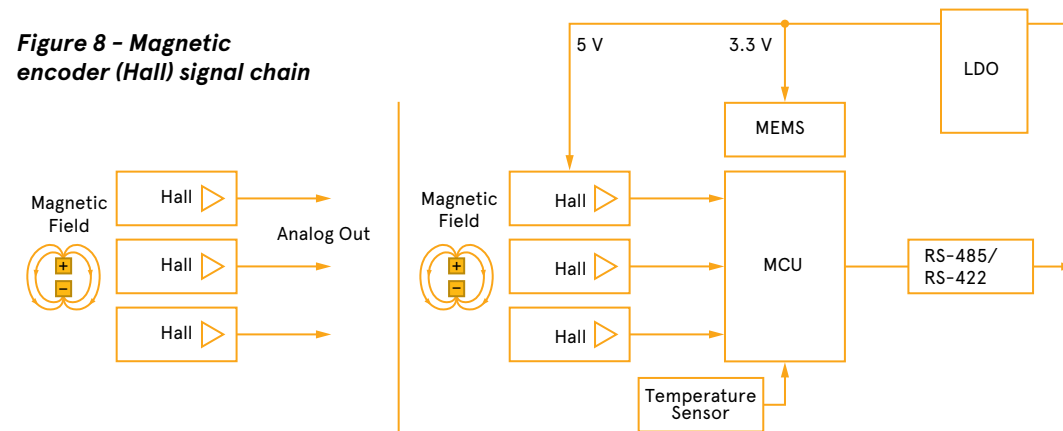 Figure 8 - Magnetic
encoder (Hall) signal chain
Magnetic
Field
+
−
Hall
Hall
Hall
Analog Out
5 V
3.3 V
LDO
MEMS
Magnetic
Field
+
−
Hall
Hall
Hall
MCU
RS-485/
RS-422
Temperature
Sensor